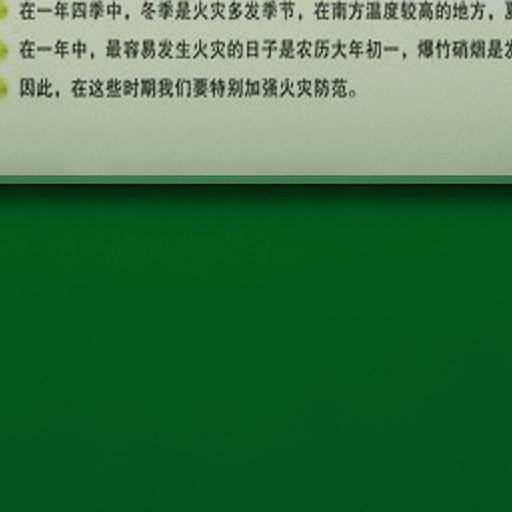 在一年四季中，冬季是火灾多发季节，在南方温度较高的地方，
在一年中，最容易发生火灾的日子是农历大年初一，爆竹硝烟是发
因此，在这些时期我们要特别加强火灾防范。